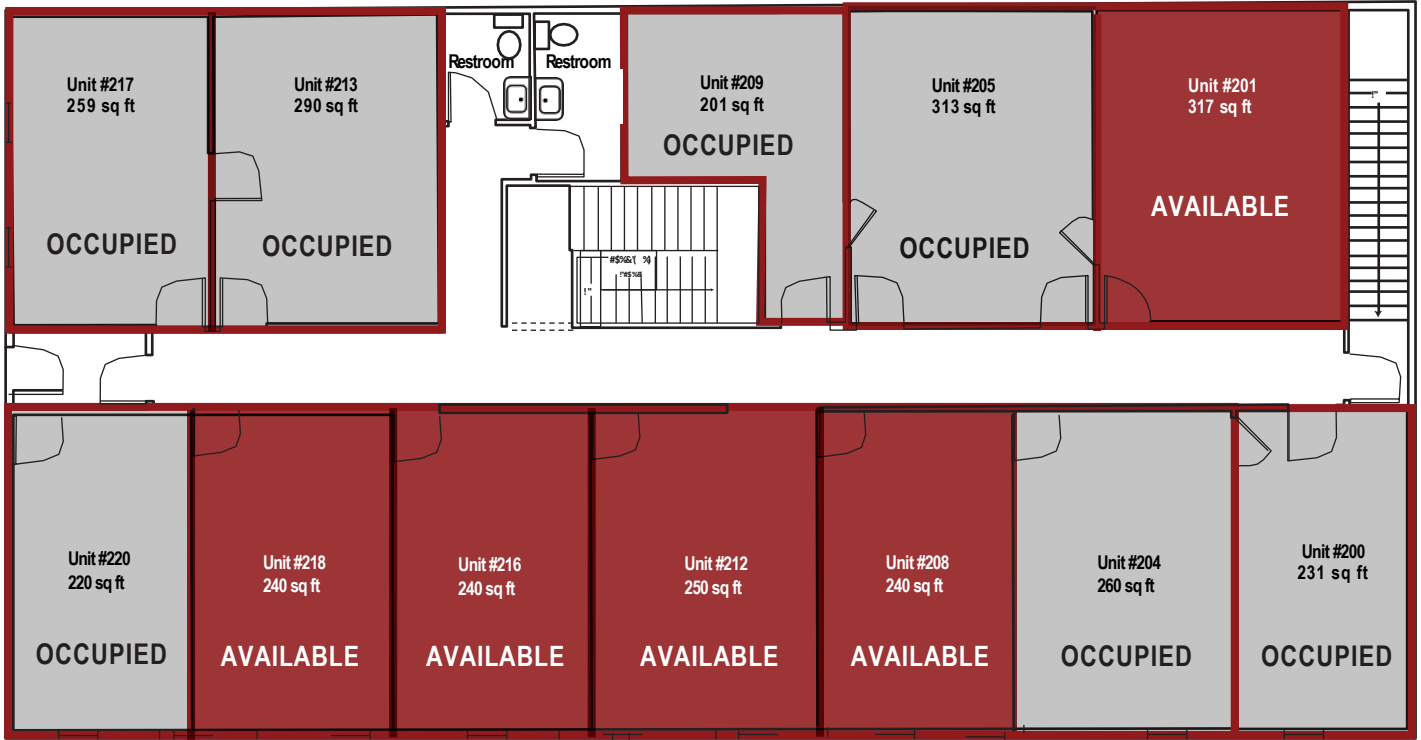 Restroom
Restroom
Unit #217
259 sq ft
OCCUPIED
Unit #213
290 sq ft
OCCUPIED
Unit #209
201 sq ft
OCCUPIED
Unit #205
313 sq ft
OCCUPIED
Unit #201
317 sq ft
AVAILABLE
Unit #220
220 sq ft
OCCUPIED
Unit #218
240 sq ft
AVAILABLE
Unit #216
240 sq ft
AVAILABLE
Unit #212
250 sq ft
AVAILABLE
Unit #208
240 sq ft
AVAILABLE
Unit #204
260 sq ft
OCCUPIED
Unit #200
231 sq ft
OCCUPIED